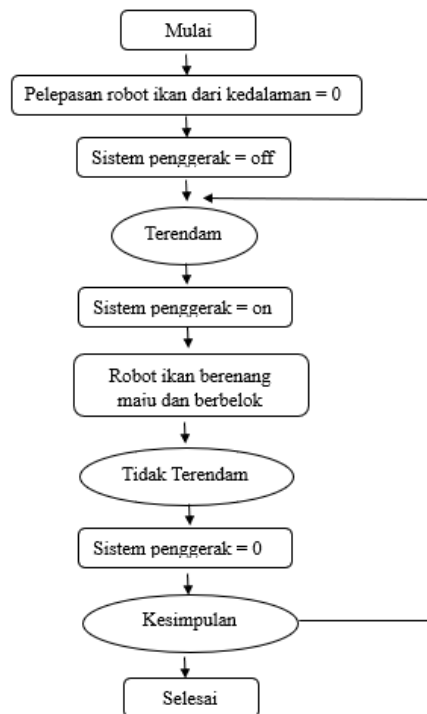 Mulai
Pelepasan robot ikan dari kedalaman = 0
Sistem penggerak = off
Terendam
Sistem penggerak = on
Robot ikan berenang
maju dan berbelok
Tidak Terendam
Sistem penggerak = 0
Kesimpulan
Selesai